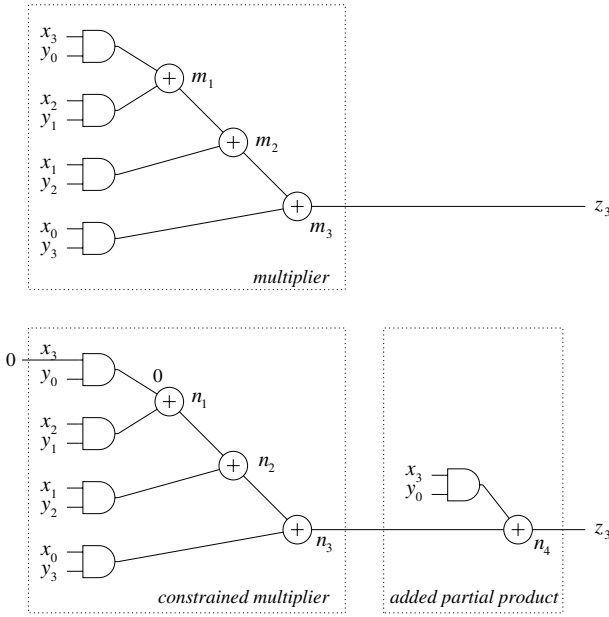 x3
y0
m1
x2
y1
m2
x1
y2
x0
y3
m3
z3
multiplier
0
x3
y0
0
n1
x2
y1
n2
x1
y2
x3
y0
x0
y3
n3
n4
z3
constrained multiplier
added partial product